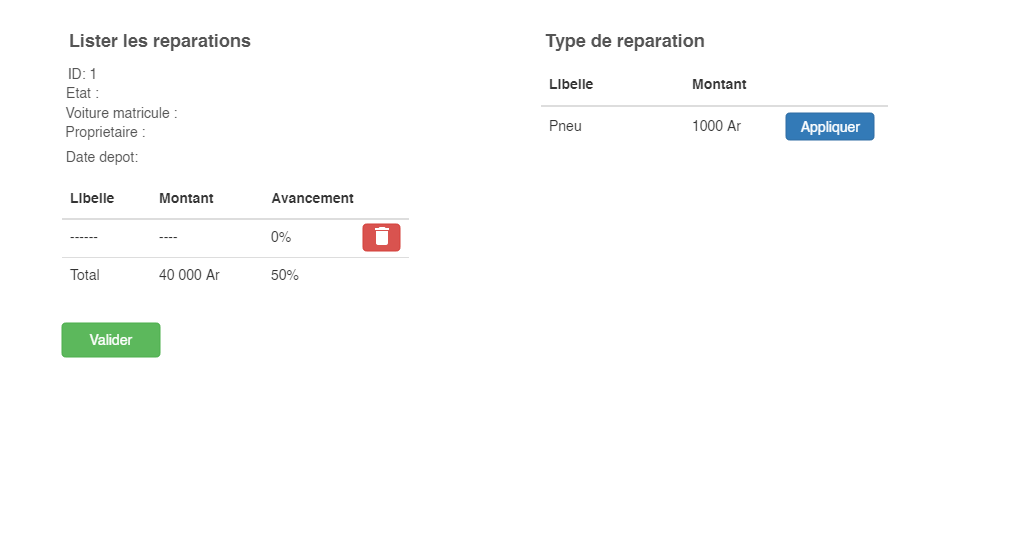 Lister les reparations
ID: 1
Etat :
Voiture matricule :
Proprietaire :
Date depot:
Libelle Montant Avancement
------ ---- 0%
Total 40 000 Ar 50%
Valider
Type de reparation
Libelle Montant
Pneu 1000 Ar Appliquer